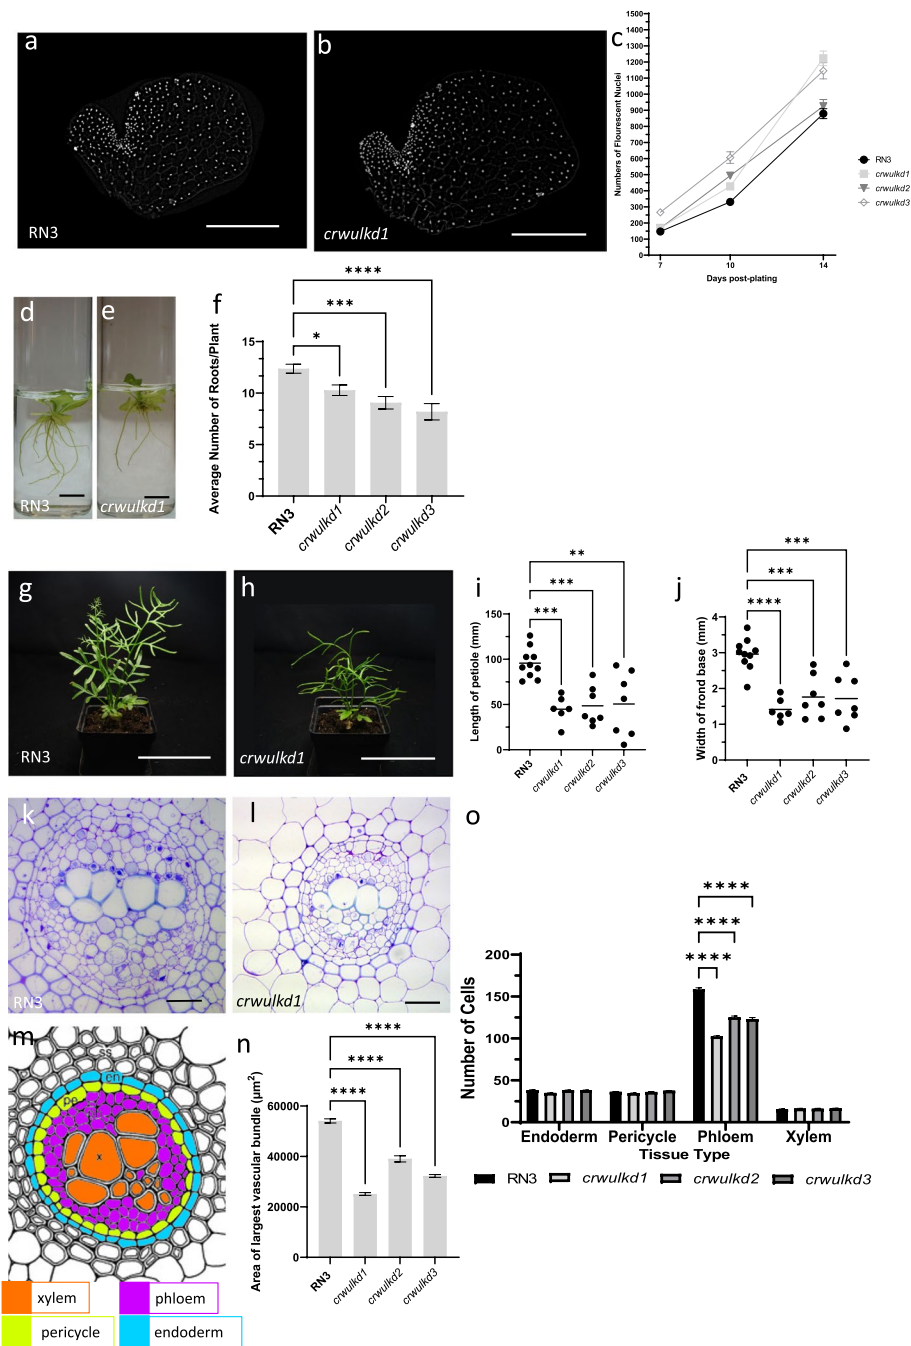 a
RN3
b
crwulkd1
c
Numbers of Flourescent Nuclei
1500
1400
1300
1200
1100
1000
900
800
700
600
500
400
300
200
100
0
7
10
14
Days post-plating
RN3
crwulkd1
crwulkd2
crwulkd3
d
RN3
e
crwulkd1
f
Average Number of Roots/Plant
****
***
*
15
10
5
0
RN3
crwulkd1
crwulkd2
crwulkd3
g
RN3
h
crwulkd1
i
Length of petiole (mm)
**
***
***
150
100
50
0
RN3
crwulkd1
crwulkd2
crwulkd3
j
Width of frond base (mm)
***
***
****
4
3
2
1
0
RN3
crwulkd1
crwulkd2
crwulkd3
k
RN3
l
crwulkd1
m
ss
en
pe
x
xylem
phloem
pericycle
endoderm
n
Area of largest vascular bundle (µm²)
****
****
****
60000
40000
20000
0
RN3
crwulkd1
crwulkd2
crwulkd3
o
Number of Cells
****
****
****
200
150
100
50
0
Endoderm Pericycle Phloem Xylem
Tissue Type
RN3 crwulkd1 crwulkd2 crwulkd3